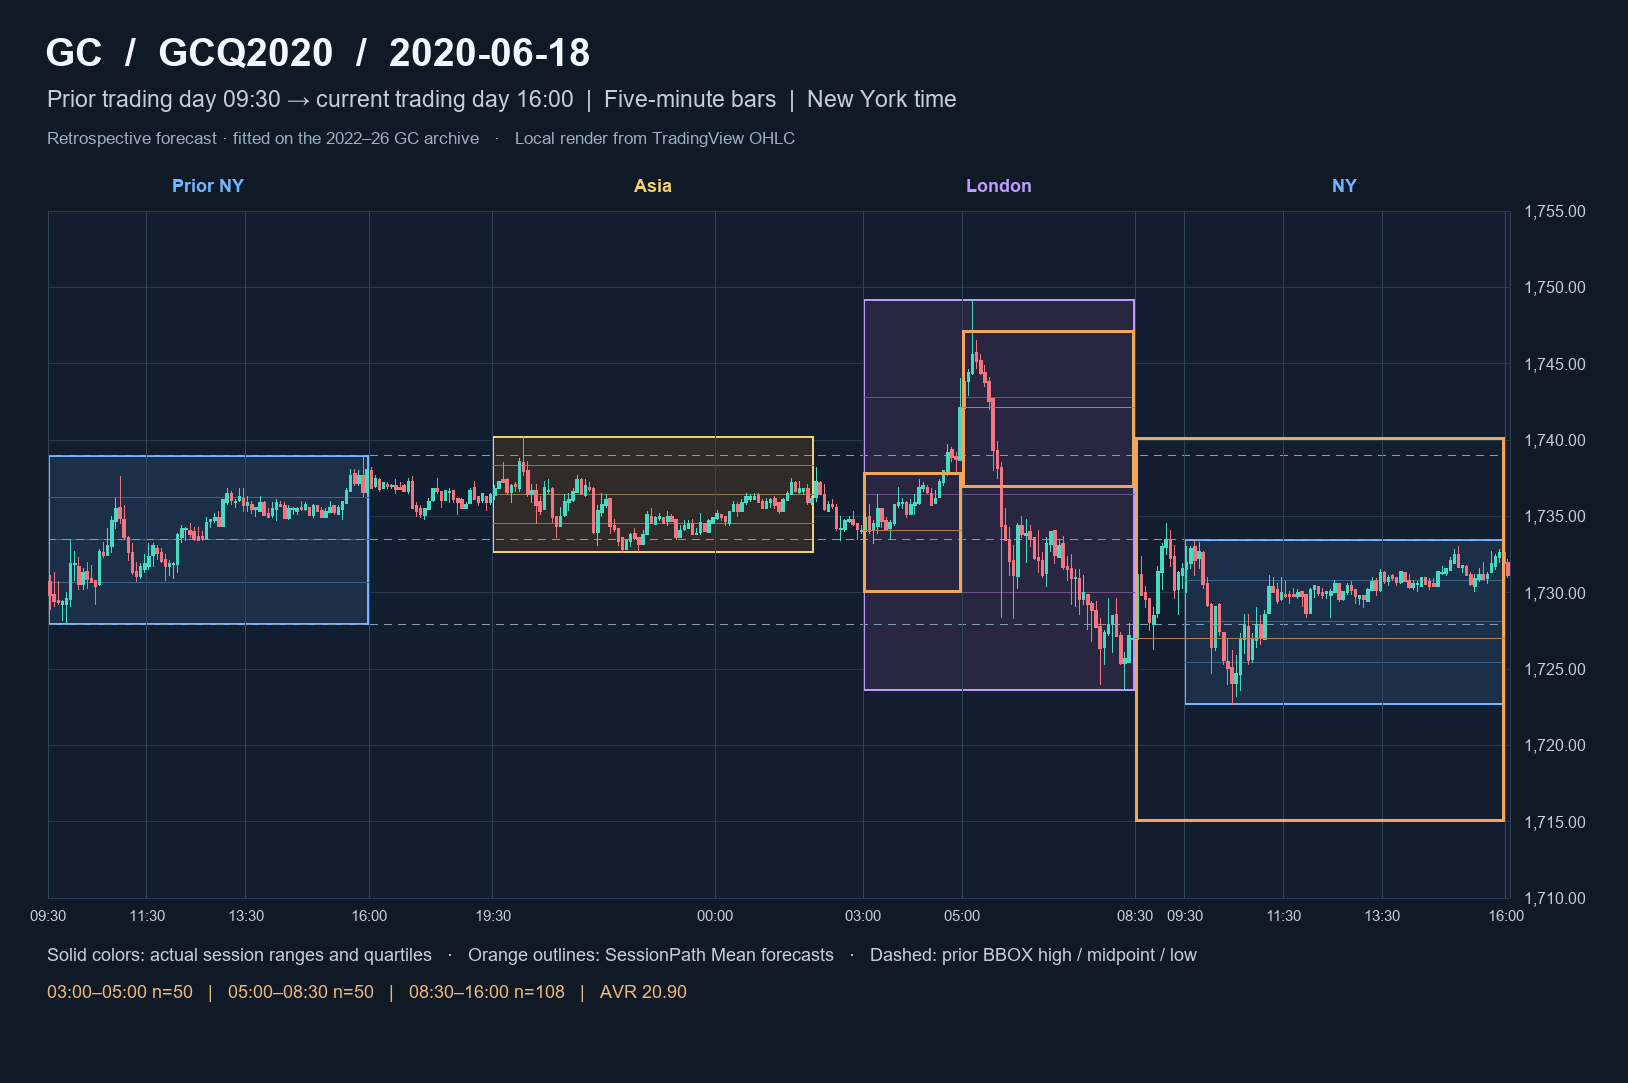 GC / GCQ2020 / 2020-06-18
Prior trading day 09:30 → current trading day 16:00 | Five-minute bars | New York time
Retrospective forecast · fitted on the 2022–26 GC archive · Local render from TradingView OHLC
Prior NY Asia London NY
1,755.00
1,750.00
1,745.00
1,740.00
1,735.00
1,730.00
1,725.00
1,720.00
1,715.00
1,710.00
09:30 11:30 13:30 16:00 19:30 00:00 03:00 05:00 08:30 09:30 11:30 13:30 16:00
Solid colors: actual session ranges and quartiles · Orange outlines: SessionPath Mean forecasts · Dashed: prior BBOX high / midpoint / low
03:00–05:00 n=50 | 05:00–08:30 n=50 | 08:30–16:00 n=108 | AVR 20.90